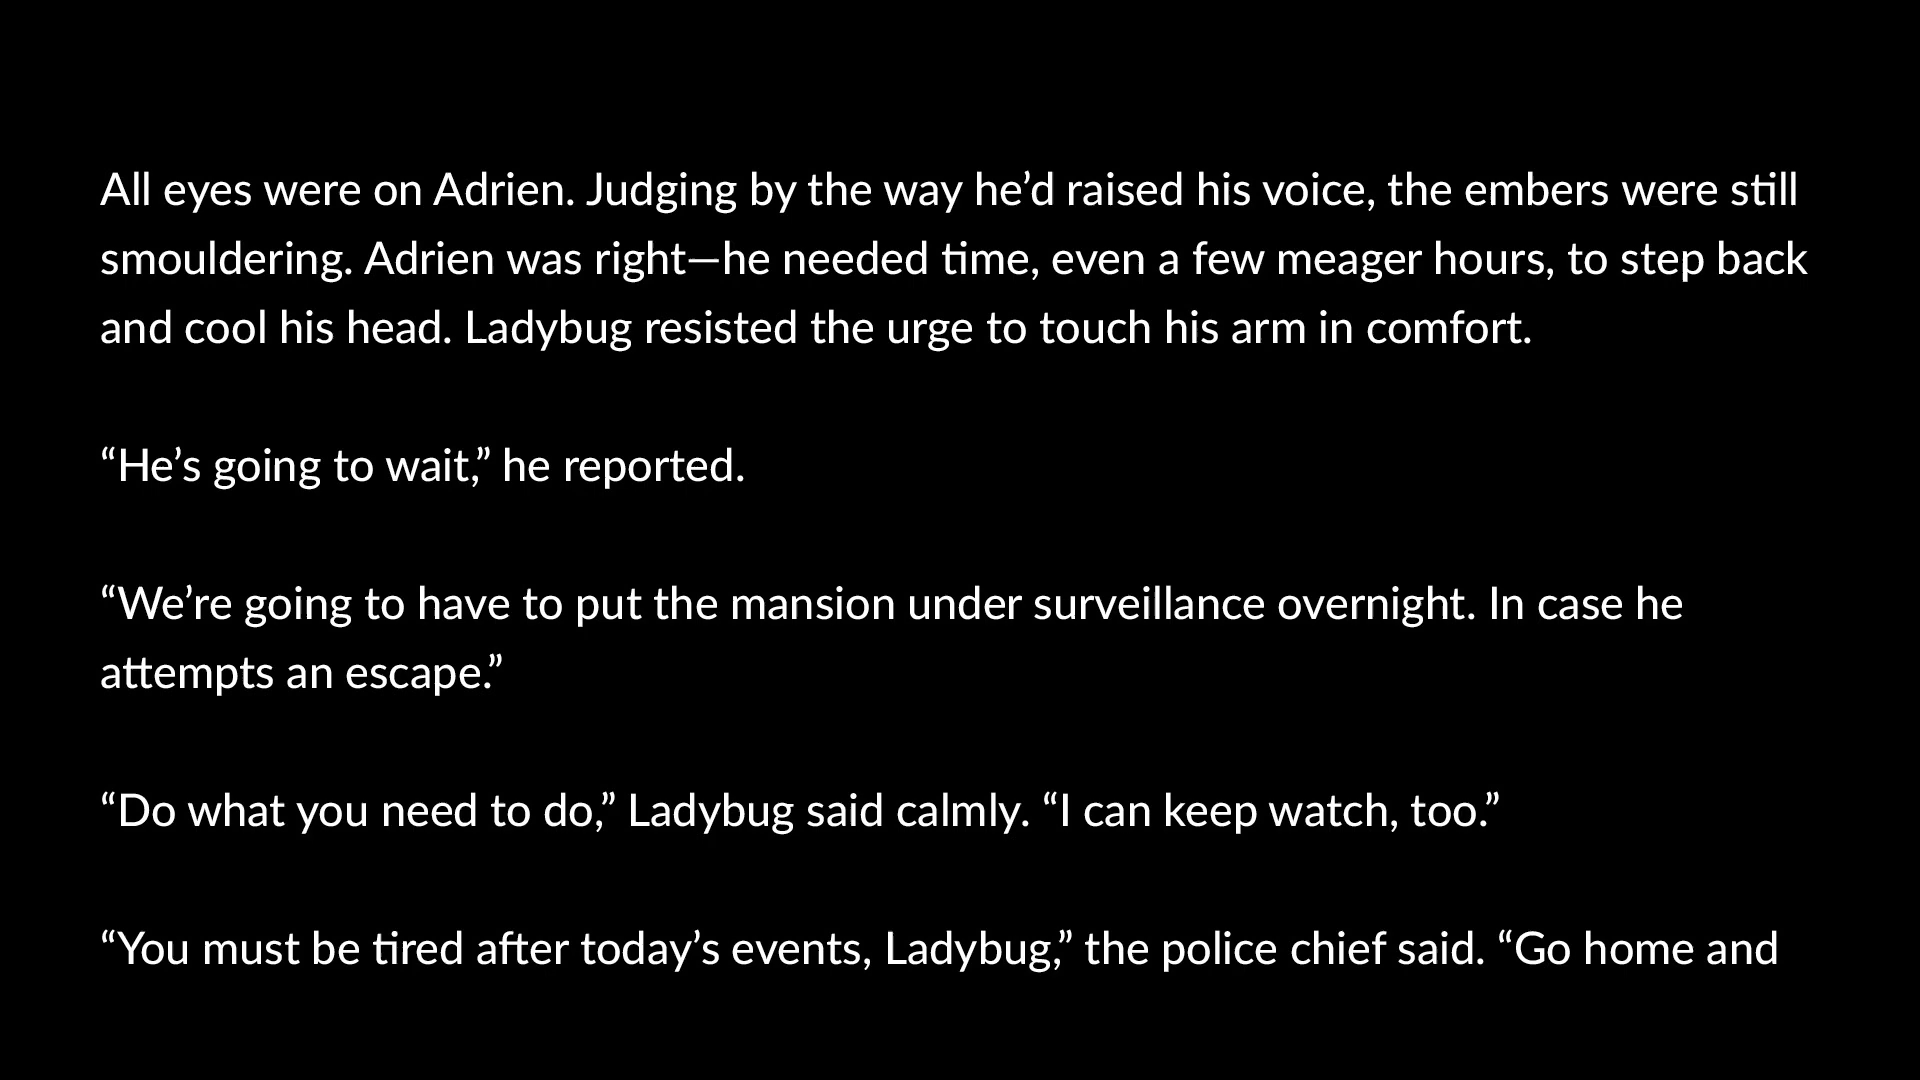 All eyes were on Adrien. Judging by the way he’d raised his voice, the embers were still
smouldering. Adrien was right—he needed time, even a few meager hours, to step back
and cool his head. Ladybug resisted the urge to touch his arm in comfort.
“He’s going to wait,” he reported.
“We’re going to have to put the mansion under surveillance overnight. In case he
attempts an escape.”
“Do what you need to do,” Ladybug said calmly. “I can keep watch, too.”
“You must be tired after today’s events, Ladybug,” the police chief said. “Go home and